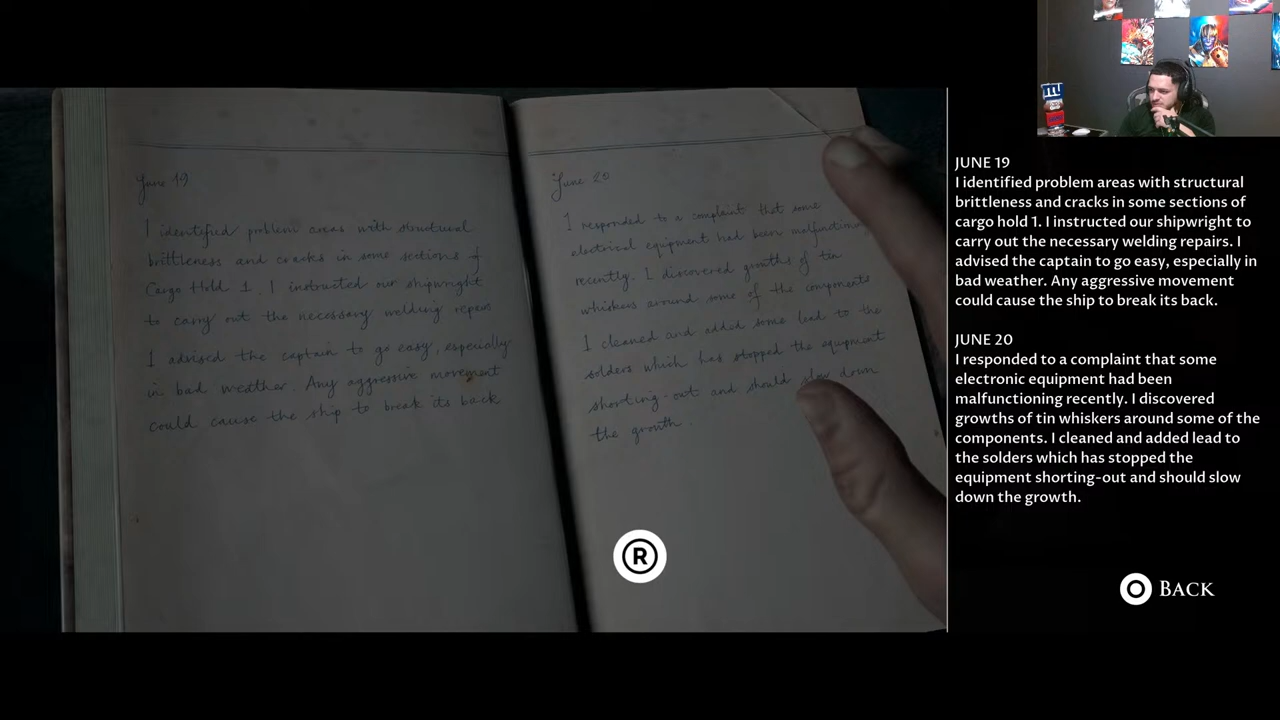 June 19
I identified problem areas with structural
brittleness and cracks in some sections of
Cargo Hold 1. I instructed our shipwright
to carry out the necessary welding repairs
I advised the captain to go easy, especially
in bad weather. Any aggressive movement
could cause the ship to break its back
June 20
I responded to a complaint that some
electrical equipment had been malfunctioning
recently. I discovered growths of tin
whiskers around some of the components
I cleaned and added some lead to the
solders which has stopped the equipment
shorting-out and should slow down
the growth.
R
JUNE 19
I identified problem areas with structural
brittleness and cracks in some sections of
cargo hold 1. I instructed our shipwright to
carry out the necessary welding repairs. I
advised the captain to go easy, especially in
bad weather. Any aggressive movement
could cause the ship to break its back.
JUNE 20
I responded to a complaint that some
electronic equipment had been
malfunctioning recently. I discovered
growths of tin whiskers around some of the
components. I cleaned and added lead to
the solders which has stopped the
equipment shorting-out and should slow
down the growth.
BACK